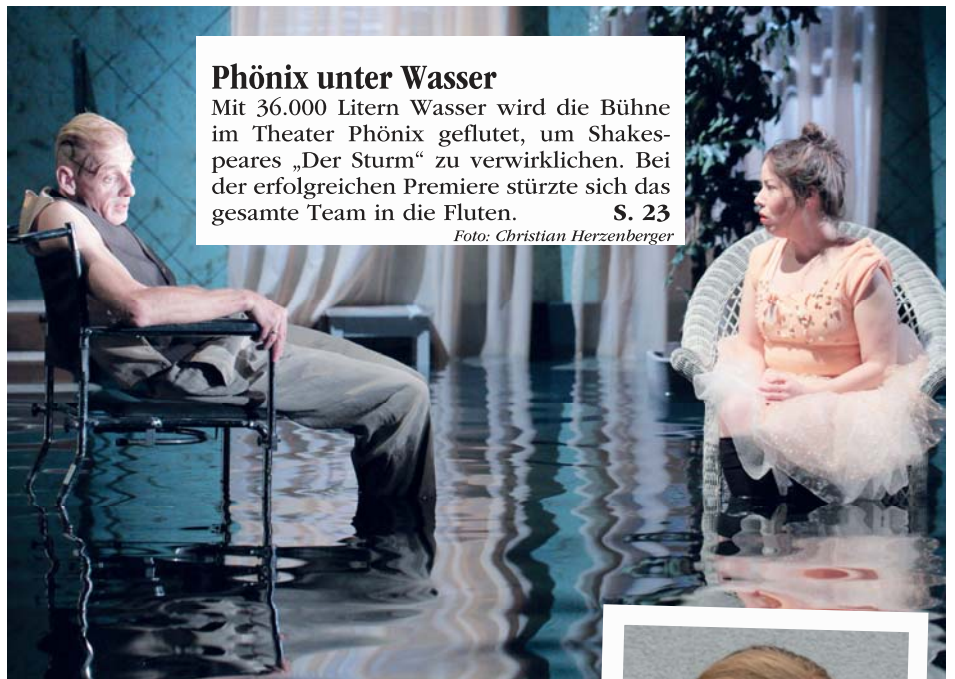 Phönix unter Wasser
Mit 36.000 Litern Wasser wird die Bühne
im Theater Phönix geflutet, um Shakes-
peares „Der Sturm“ zu verwirklichen. Bei
der erfolgreichen Premiere stürzte sich das
gesamte Team in die Fluten. S. 23
Foto: Christian Herzenberger